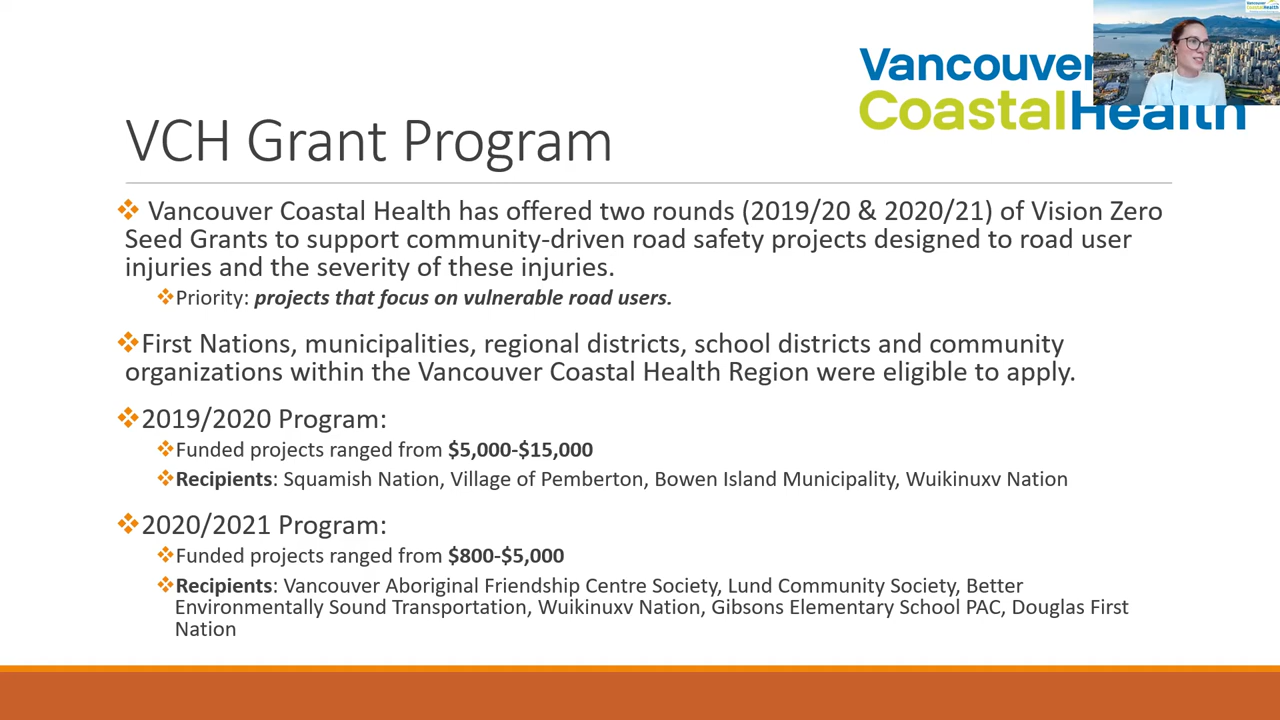 Vancouver
CoastalHealth
VCH Grant Program
Vancouver Coastal Health has offered two rounds (2019/20 & 2020/21) of Vision Zero
Seed Grants to support community-driven road safety projects designed to road user
injuries and the severity of these injuries.
Priority: projects that focus on vulnerable road users.
First Nations, municipalities, regional districts, school districts and community
organizations within the Vancouver Coastal Health Region were eligible to apply.
2019/2020 Program:
Funded projects ranged from $5,000-$15,000
Recipients: Squamish Nation, Village of Pemberton, Bowen Island Municipality, Wuikinuxv Nation
2020/2021 Program:
Funded projects ranged from $800-$5,000
Recipients: Vancouver Aboriginal Friendship Centre Society, Lund Community Society, Better
Environmentally Sound Transportation, Wuikinuxv Nation, Gibsons Elementary School PAC, Douglas First
Nation